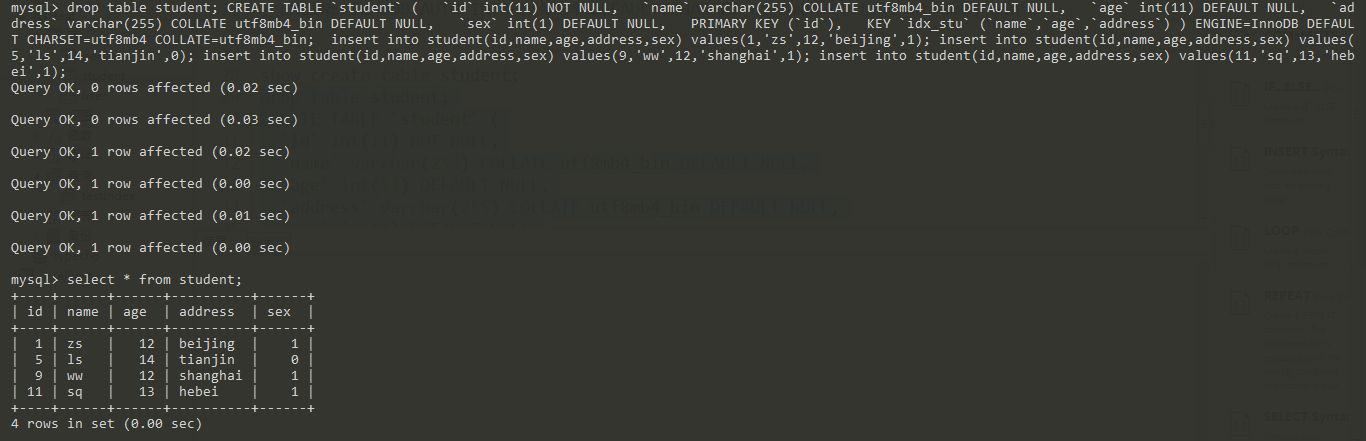 mysql> drop table student; CREATE TABLE `student` (   `id` int(11) NOT NULL,   `name` varchar(255) COLLATE utf8mb4_bin DEFAULT NULL,   `age` int(11) DEFAULT NULL,   `ad
dress` varchar(255) COLLATE utf8mb4_bin DEFAULT NULL,   `sex` int(1) DEFAULT NULL,   PRIMARY KEY (`id`),   KEY `idx_stu` (`name`,`age`,`address`) ) ENGINE=InnoDB DEFAUL
T CHARSET=utf8mb4 COLLATE=utf8mb4_bin;  insert into student(id,name,age,address,sex) values(1,'zs',12,'beijing',1); insert into student(id,name,age,address,sex) values(
5,'ls',14,'tianjin',0); insert into student(id,name,age,address,sex) values(9,'ww',12,'shanghai',1); insert into student(id,name,age,address,sex) values(11,'sq',13,'heb
ei',1);
Query OK, 0 rows affected (0.02 sec)
Query OK, 0 rows affected (0.03 sec)
Query OK, 1 row affected (0.02 sec)
Query OK, 1 row affected (0.00 sec)
Query OK, 1 row affected (0.01 sec)
Query OK, 1 row affected (0.00 sec)
mysql> select * from student;
+----+------+------+----------+------+
| id | name | age  | address  | sex  |
+----+------+------+----------+------+
|  1 | zs   |   12 | beijing  |    1 |
|  5 | ls   |   14 | tianjin  |    0 |
|  9 | ww   |   12 | shanghai |    1 |
| 11 | sq   |   13 | hebei    |    1 |
+----+------+------+----------+------+
4 rows in set (0.00 sec)